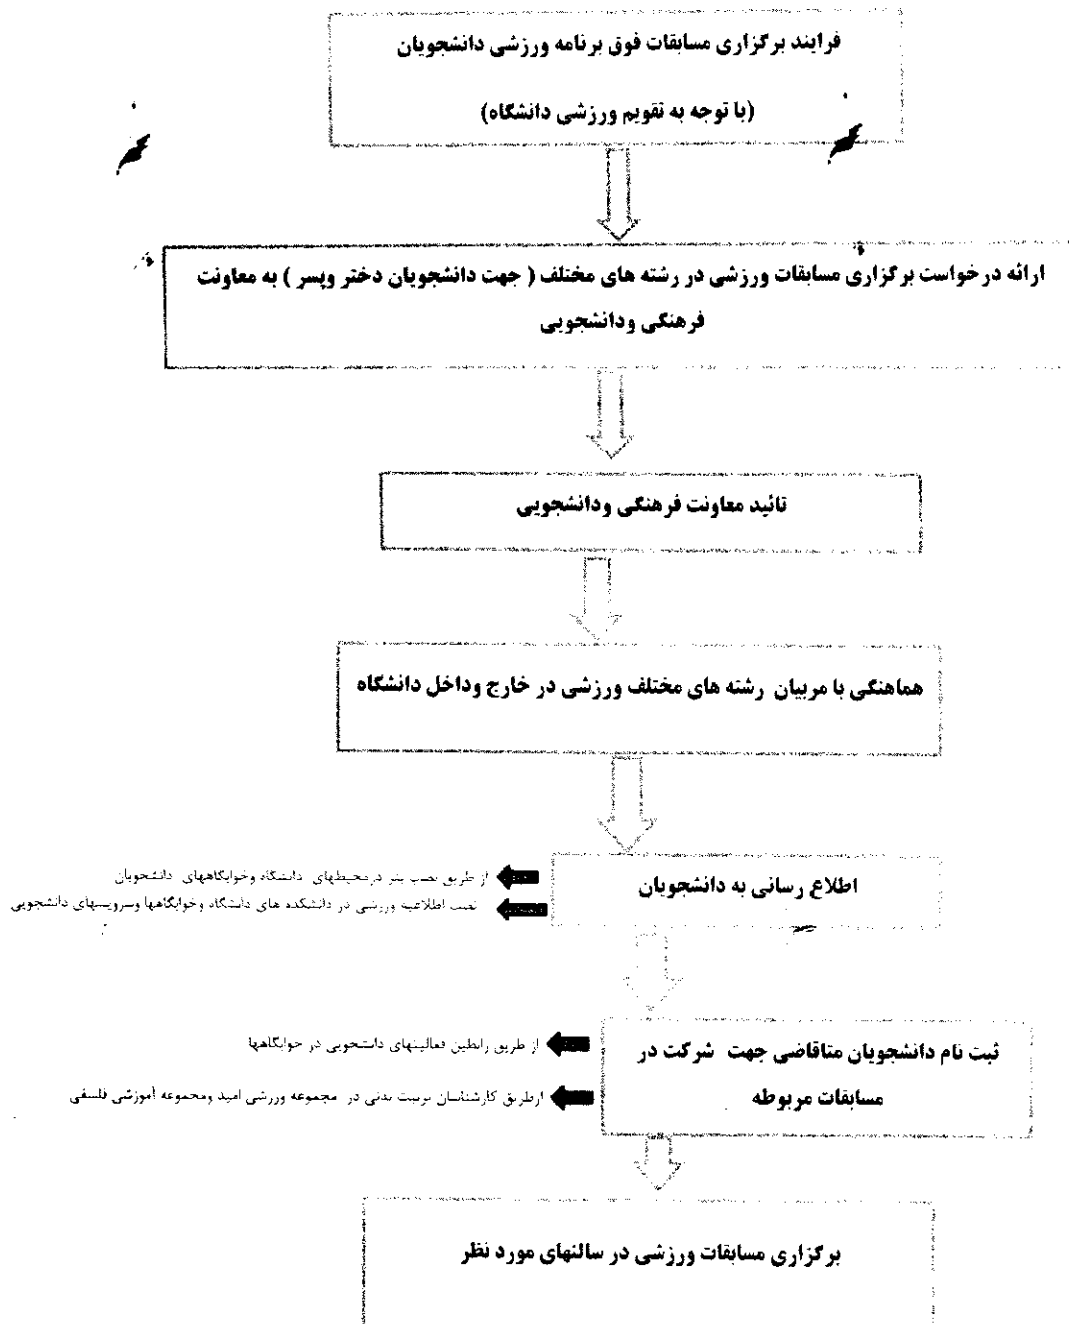 فرایند برگزاری مسابقات فوق برنامه ورزشی دانشجویان
(با توجه به تقویم ورزشی دانشگاه)
ارائه درخواست برگزاری مسابقات ورزشی در رشته های مختلف ( جهت دانشجویان دختر وپسر ) به معاونت
فرهنگی ودانشجویی
تائید معاونت فرهنگی ودانشجویی
هماهنگی با مربیان رشته های مختلف ورزشی در خارج وداخل دانشگاه
اطلاع رسانی به دانشجویان
از طریق نصب بنر درمحیطهای دانشگاه وخوابگاههای دانشجویان
نصب اطلاعیه ورزشی در دانشکده های دانشگاه وخوابگاهها وسرویسهای دانشجویی
ثبت نام دانشجویان متاقاضی جهت شرکت در
مسابقات مربوطه
از طریق رابطین فعالیتهای دانشجویی در خوابگاهها
ازطریق کارشناسان تربیت بدنی در مجموعه ورزشی امید ومجموعه آموزشی فلسفی
برگزاری مسابقات ورزشی در سالنهای مورد نظر